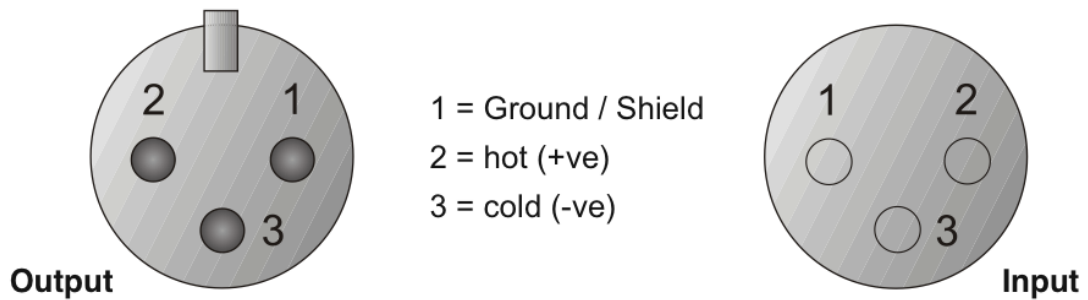 2 1
3
Output
1 = Ground / Shield
2 = hot (+ve)
3 = cold (-ve)
1 2
3
Input